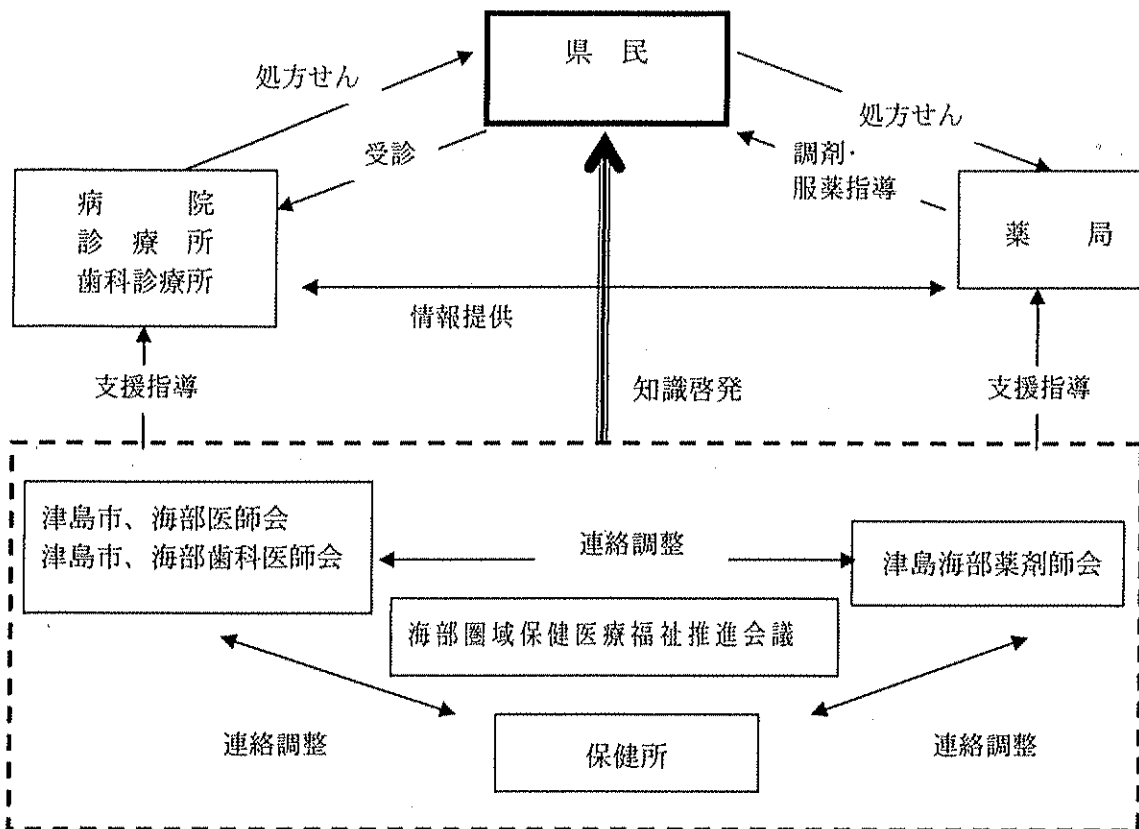 県 民
処方せん
処方せん
受診
調剤・
服薬指導
病 院
診 療 所
歯科診療所
薬 局
情報提供
支援指導
知識啓発
支援指導
津島市、海部医師会
津島市、海部歯科医師会
連絡調整
津島海部薬剤師会
海部圏域保健医療福祉推進会議
連絡調整
保健所
連絡調整